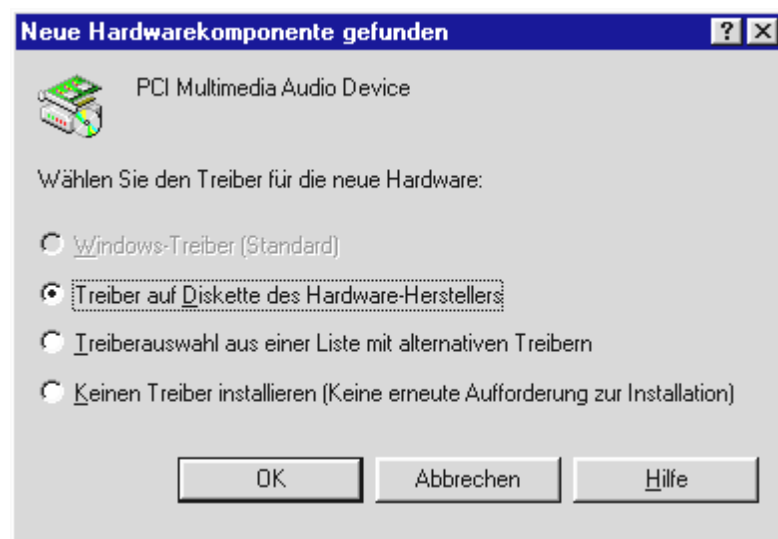 Neue Hardwarekomponente gefunden
PCI Multimedia Audio Device
Wählen Sie den Treiber für die neue Hardware:
Windows-Treiber (Standard)
Treiber auf Diskette des Hardware-Herstellers
Treiberauswahl aus einer Liste mit alternativen Treibern
Keinen Treiber installieren (Keine erneute Aufforderung zur Installation)
OK Abbrechen Hilfe